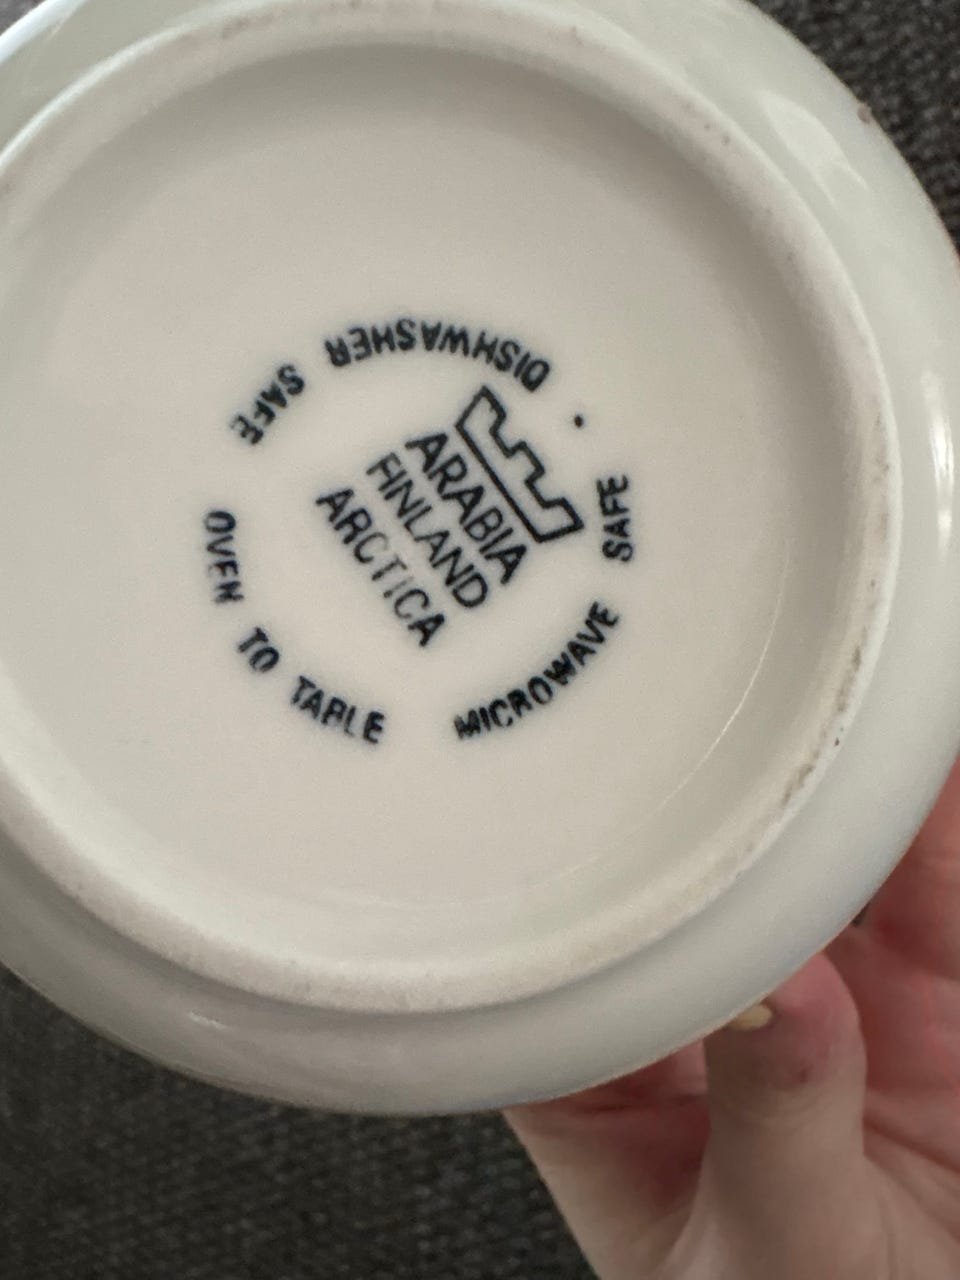 ARABIA
FINLAND
ARCTICA
DISHWASHER SAFE
OVEN TO TABLE
MICROWAVE SAFE